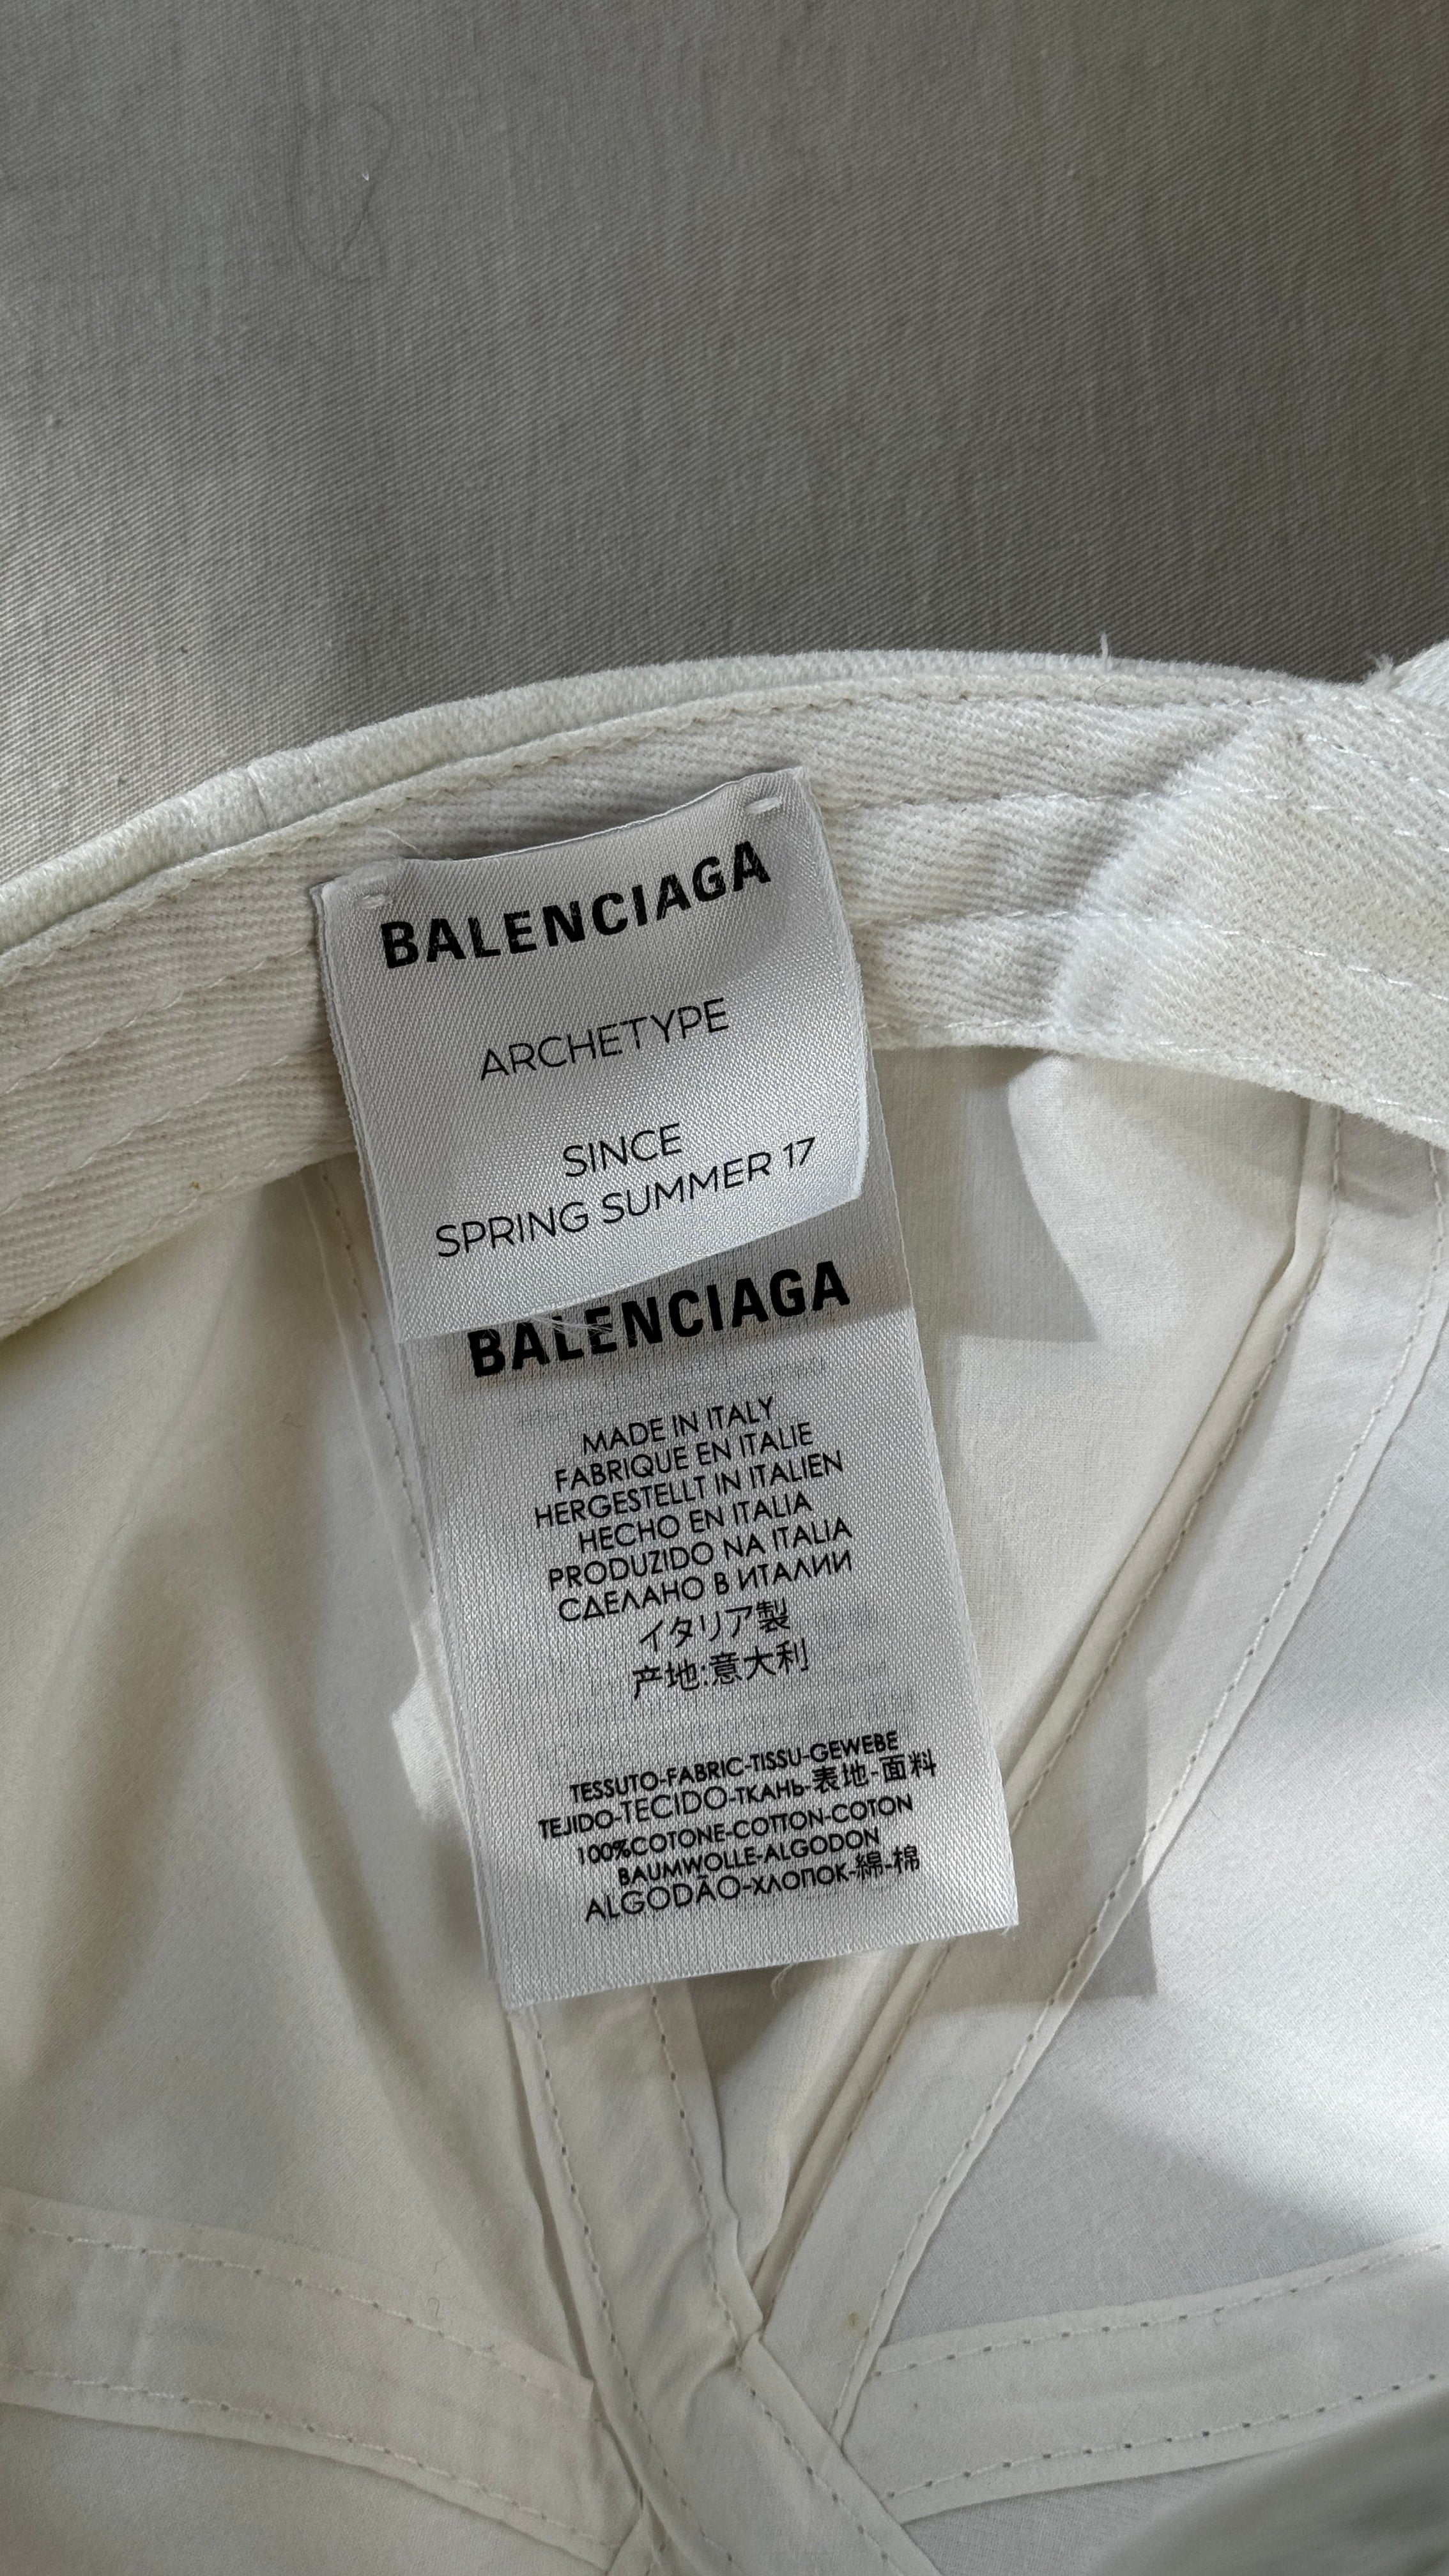 BALENCIAGA
ARCHETYPE
SINCE
SPRING SUMMER 17
BALENCIAGA
MADE IN ITALY
FABRIQUE EN ITALIE
HERGESTELLT IN ITALIEN
HECHO EN ITALIA
PRODUZIDO NA ITALIA
СДЕЛАНО В ИТАЛИИ
イタリア製
产地:意大利
TESSUTO-FABRIC-TISSU-GEWEBE
TEJIDO-TECIDO-ТКАНЬ-表地-面料
100%COTONE-COTTON-COTON
BAUMWOLLE-ALGODON
ALGODÃO-ХЛОПОК-綿-棉